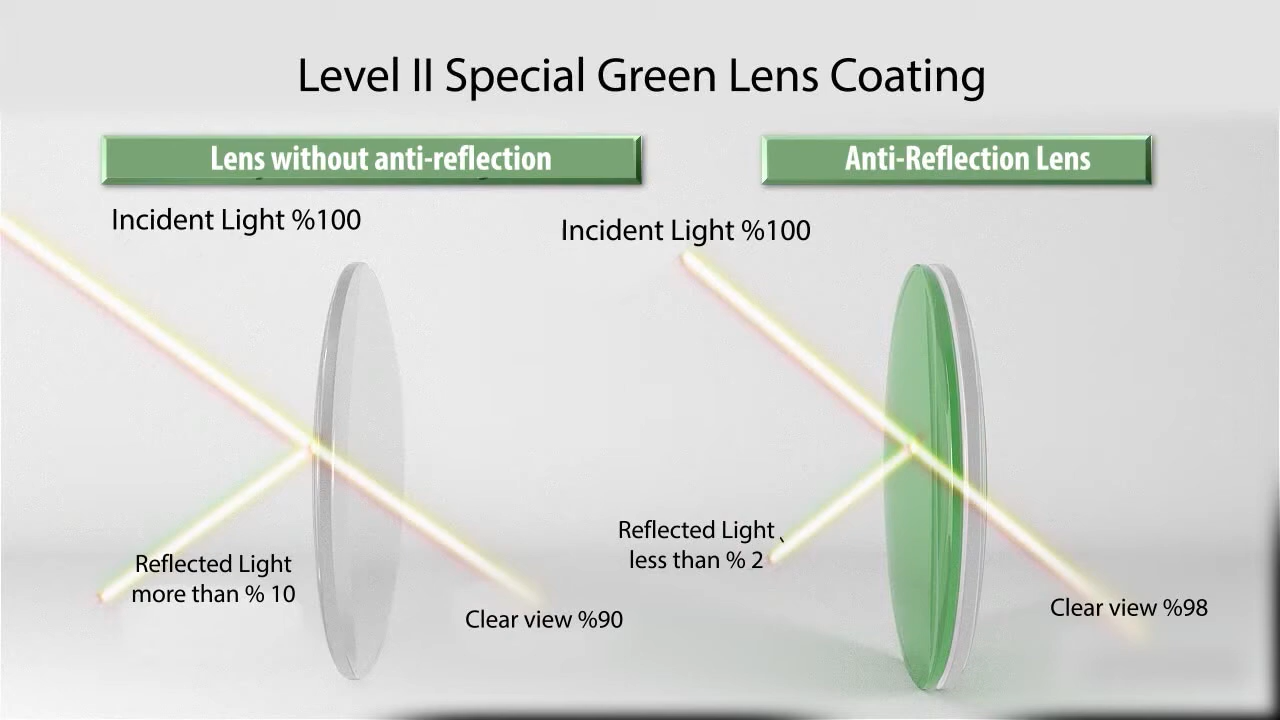 Level II Special Green Lens Coating
Lens without anti-reflection
Anti-Reflection Lens
Incident Light %100
Incident Light %100
Reflected Light
more than % 10
Clear view %90
Reflected Light
less than % 2
Clear view %98